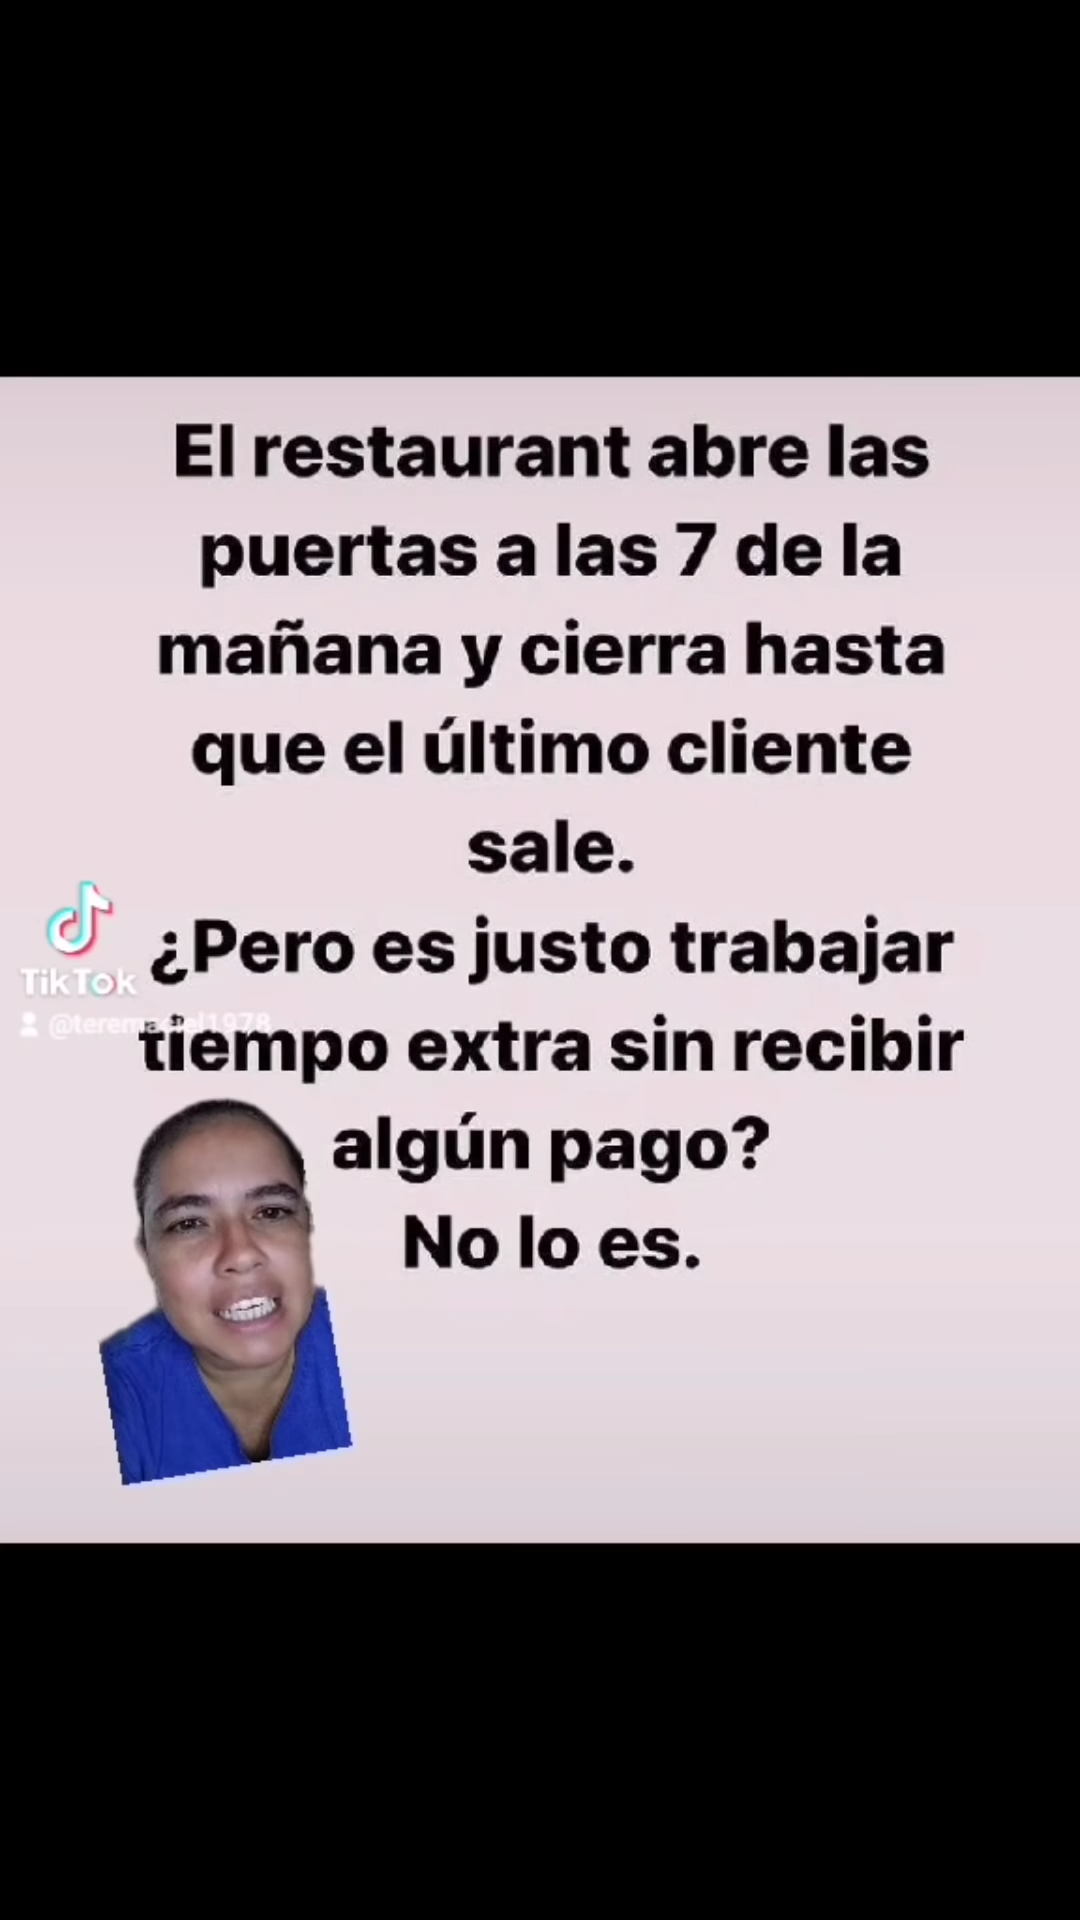 El restaurant abre las
puertas a las 7 de la
mañana y cierra hasta
que el último cliente
sale.
¿Pero es justo trabajar
tiempo extra sin recibir
algún pago?
No lo es.
TikTok
@teremaciel1978